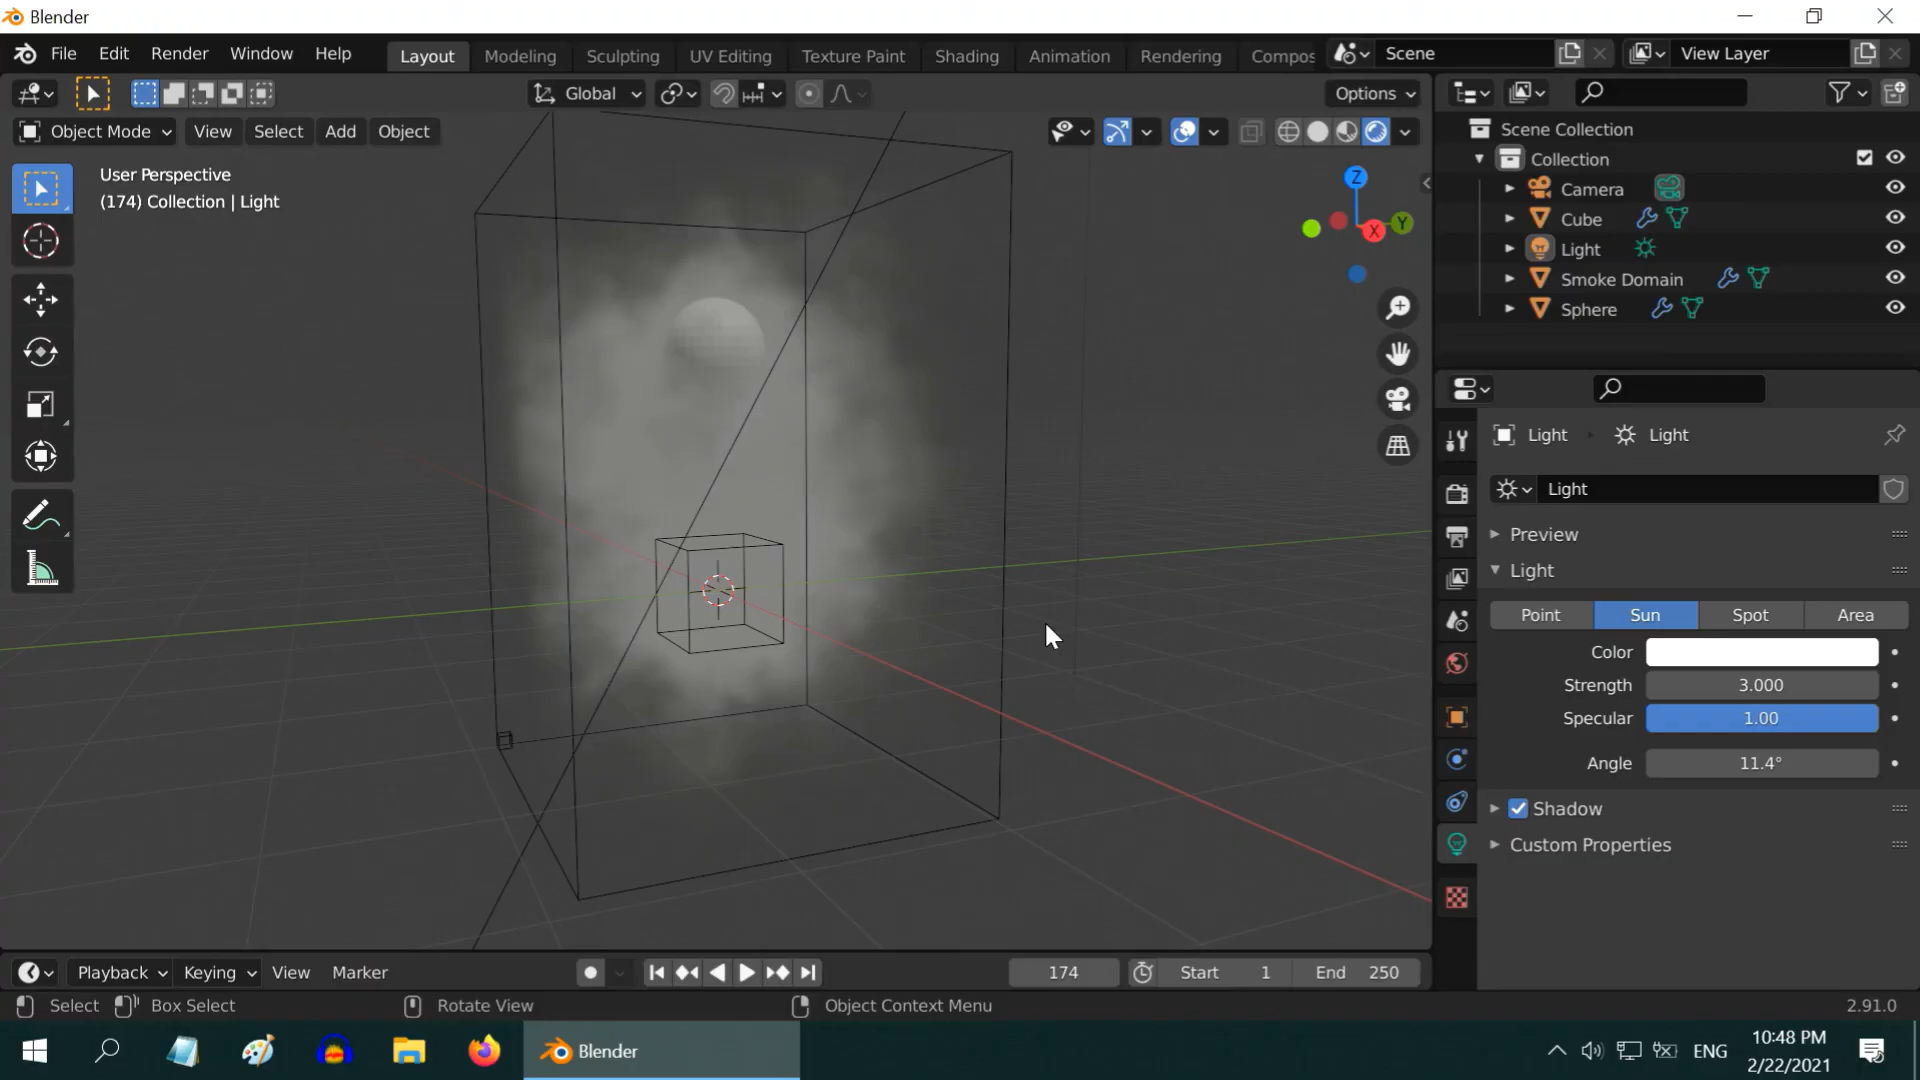 Blender
File Edit Render Window Help
Layout Modeling Sculpting UV Editing Texture Paint Shading Animation Rendering Compos
Scene
View Layer
Global
Options
Object Mode View Select Add Object
User Perspective
(174) Collection | Light
Z
Y
X
Scene Collection
Collection
Camera
Cube
Light
Smoke Domain
Sphere
Light Light
Light
Preview
Light
Point Sun Spot Area
Color
Strength 3.000
Specular 1.00
Angle 11.4°
Shadow
Custom Properties
Playback Keying View Marker
174 Start 1 End 250
Select Box Select Rotate View Object Context Menu 2.91.0
Blender
ENG
10:48 PM
2/22/2021